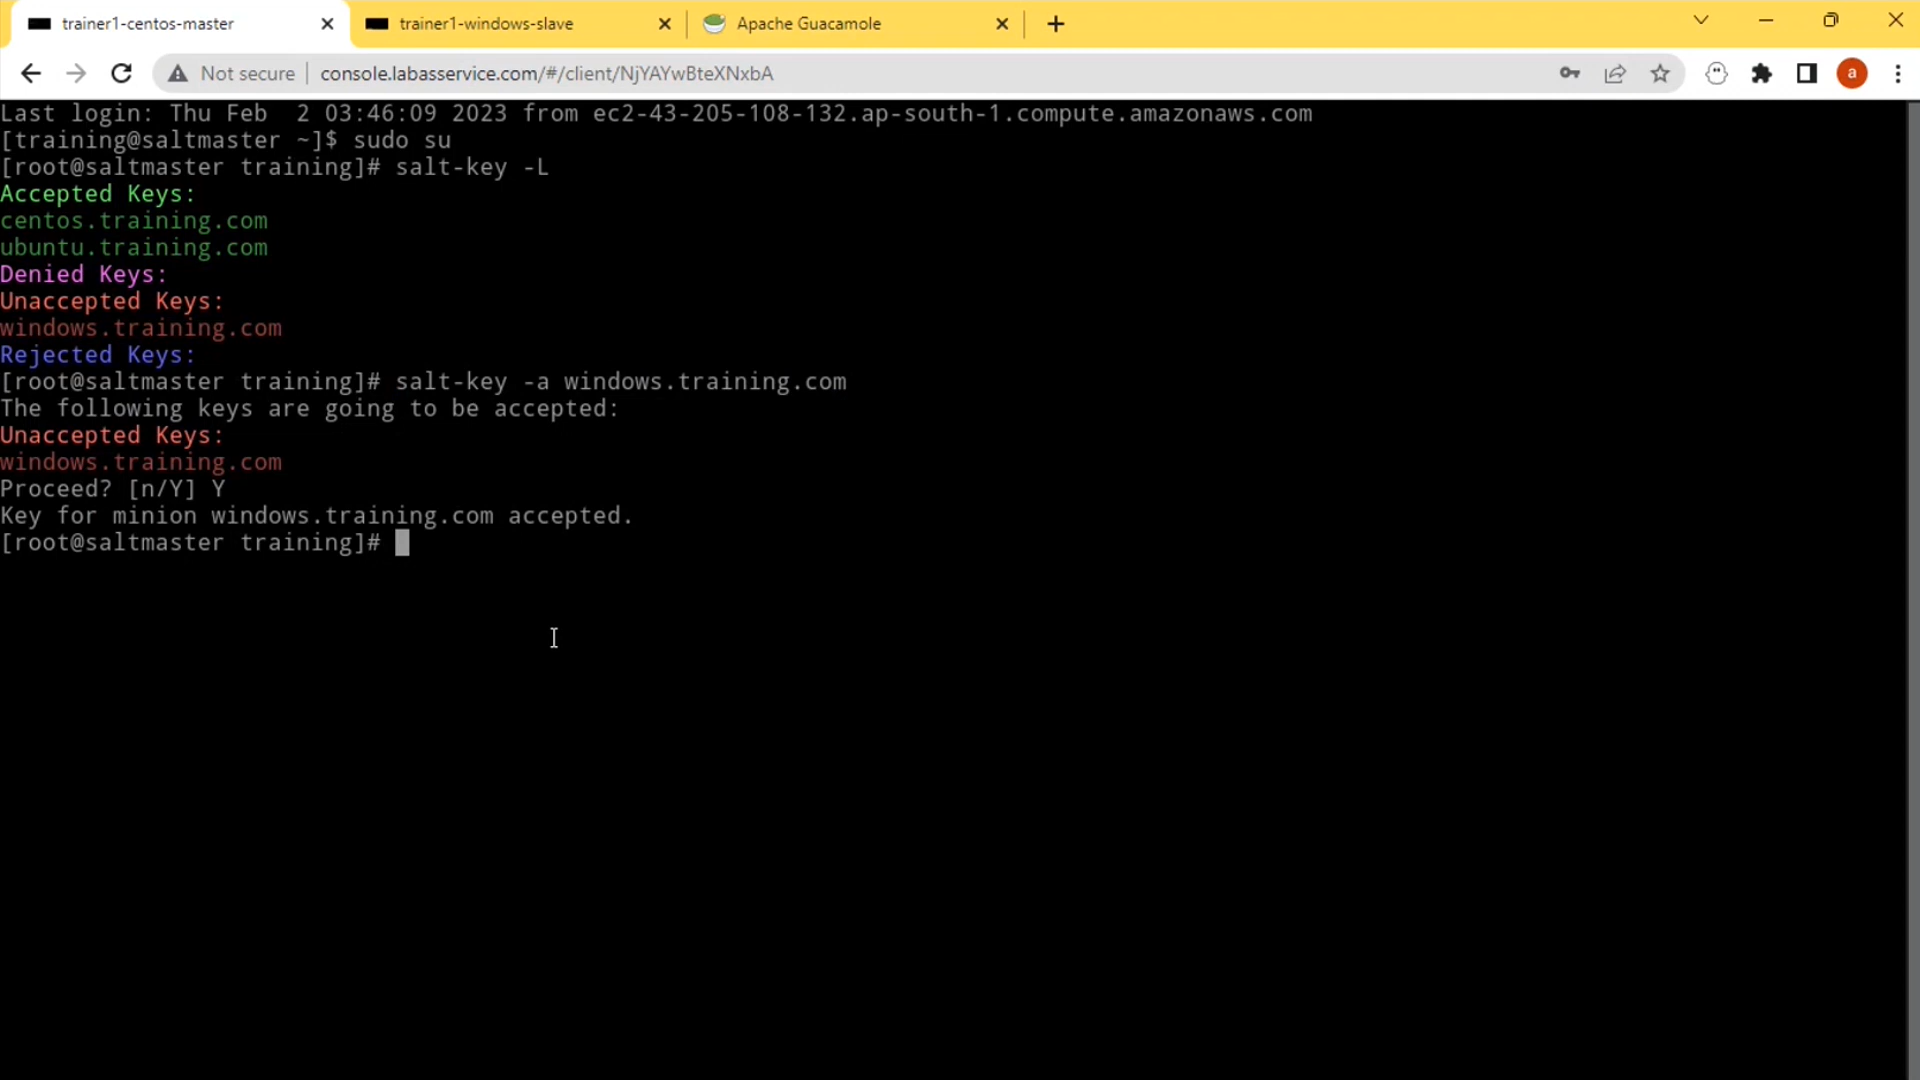 trainer1-centos-master
trainer1-windows-slave
Apache Guacamole
Not secure
console.labasservice.com/#/client/NjYAYwBteXNxbA
a
Last login: Thu Feb  2 03:46:09 2023 from ec2-43-205-108-132.ap-south-1.compute.amazonaws.com
[training@saltmaster ~]$ sudo su
[root@saltmaster training]# salt-key -L
Accepted Keys:
centos.training.com
ubuntu.training.com
Denied Keys:
Unaccepted Keys:
windows.training.com
Rejected Keys:
[root@saltmaster training]# salt-key -a windows.training.com
The following keys are going to be accepted:
Unaccepted Keys:
windows.training.com
Proceed? [n/Y] Y
Key for minion windows.training.com accepted.
[root@saltmaster training]#